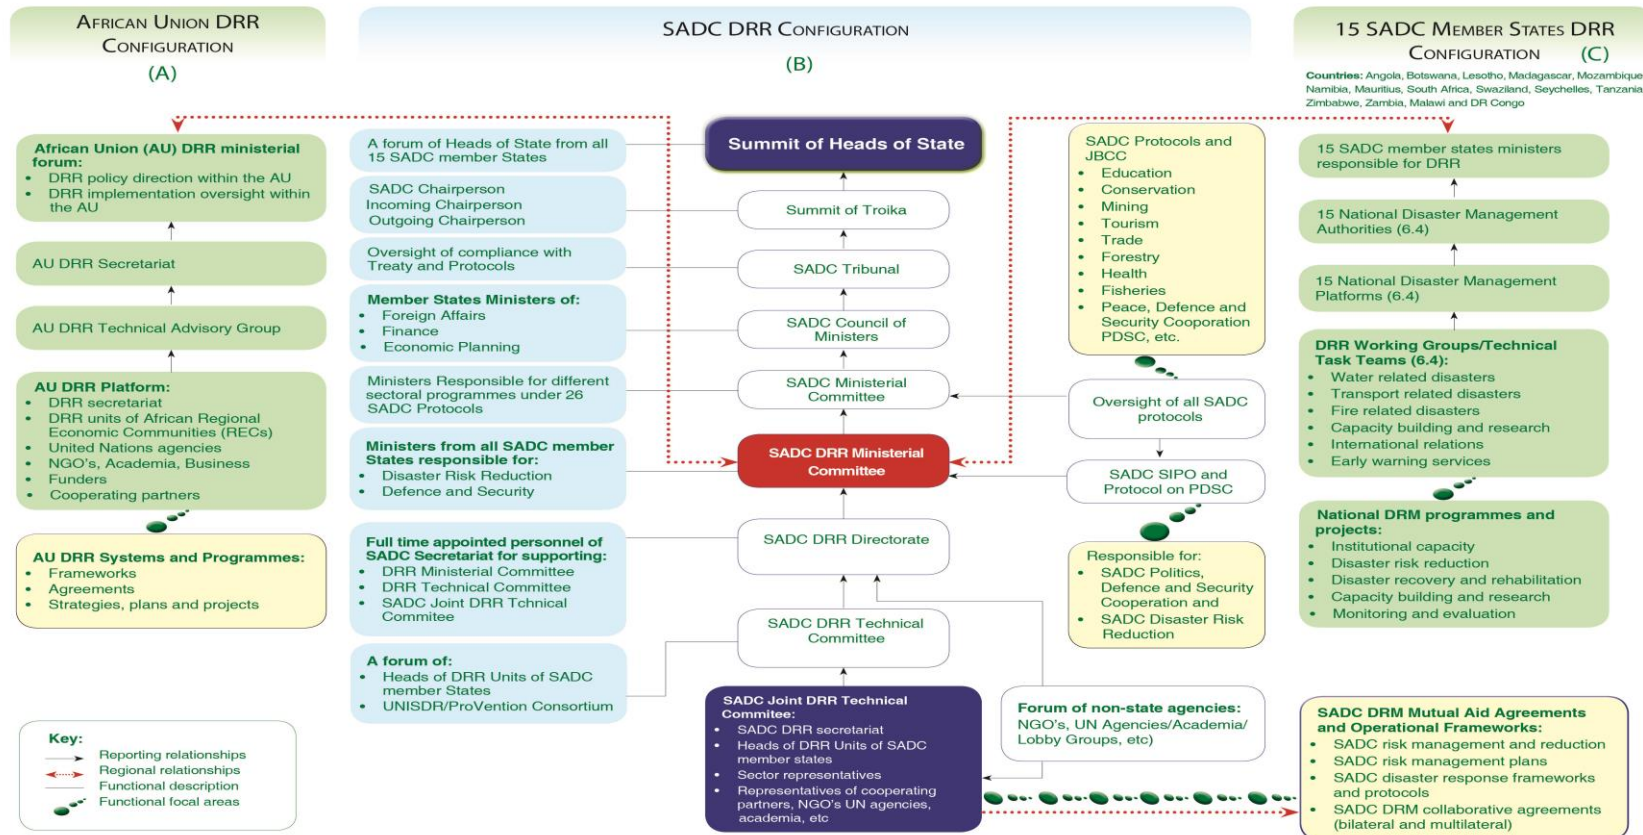 AFRICAN UNION DRR
CONFIGURATION
(A)
African Union (AU) DRR ministerial
forum:
• DRR policy direction within the AU
• DRR implementation oversight within
the AU
AU DRR Secretariat
AU DRR Technical Advisory Group
AU DRR Platform:
• DRR secretariat
• DRR units of African Regional
Economic Communities (RECs)
• United Nations agencies
• NGO's, Academia, Business
• Funders
• Cooperating partners
AU DRR Systems and Programmes:
• Frameworks
• Agreements
• Strategies, plans and projects
Key:
Reporting relationships
Regional relationships
Functional description
Functional focal areas
SADC DRR CONFIGURATION
(B)
A forum of Heads of State from all
15 SADC member States
SADC Chairperson
Incoming Chairperson
Outgoing Chairperson
Oversight of compliance with
Treaty and Protocols
Member States Ministers of:
• Foreign Affairs
• Finance
• Economic Planning
Ministers Responsible for different
sectoral programmes under 26
SADC Protocols
Ministers from all SADC member
States responsible for:
• Disaster Risk Reduction
• Defence and Security
Full time appointed personnel of
SADC Secretariat for supporting:
• DRR Ministerial Committee
• DRR Technical Committee
• SADC Joint DRR Tchnical
Commitee
A forum of:
• Heads of DRR Units of SADC
member States
• UNISDR/ProVention Consortium
Summit of Heads of State
Summit of Troika
SADC Tribunal
SADC Council of
Ministers
SADC Ministerial
Committee
SADC DRR Ministerial
Committee
SADC DRR Directorate
SADC DRR Technical
Committee
SADC Joint DRR Technical
Commitee:
• SADC DRR secretariat
• Heads of DRR Units of SADC
member states
• Sector representatives
• Representatives of cooperating
partners, NGO's UN agencies,
academia, etc
SADC Protocols and
JBCC
• Education
• Conservation
• Mining
• Tourism
• Trade
• Forestry
• Health
• Fisheries
• Peace, Defence and
Security Cooporation
PDSC, etc.
Oversight of all SADC
protocols
SADC SIPO and
Protocol on PDSC
Responsible for:
• SADC Politics,
Defence and Security
Cooperation and
• SADC Disaster Risk
Reduction
Forum of non-state agencies:
NGO's, UN Agencies/Academia/
Lobby Groups, etc)
15 SADC MEMBER STATES DRR
CONFIGURATION (C)
Countries: Angola, Botswana, Lesotho, Madagascar, Mozambique
Namibia, Mauritius, South Africa, Swaziland, Seychelles, Tanzania
Zimbabwe, Zambia, Malawi and DR Congo
15 SADC member states ministers
responsible for DRR
15 National Disaster Management
Authorities (6.4)
15 National Disaster Management
Platforms (6.4)
DRR Working Groups/Technical
Task Teams (6.4):
• Water related disasters
• Transport related disasters
• Fire related disasters
• Capacity building and research
• International relations
• Early warning services
National DRM programmes and
projects:
• Institutional capacity
• Disaster risk reduction
• Disaster recovery and rehabilitation
• Capacity building and research
• Monitoring and evaluation
SADC DRM Mutual Aid Agreements
and Operational Frameworks:
• SADC risk management and reduction
• SADC risk management plans
• SADC disaster response frameworks
and protocols
• SADC DRM collaborative agreements
(bilateral and multilateral)